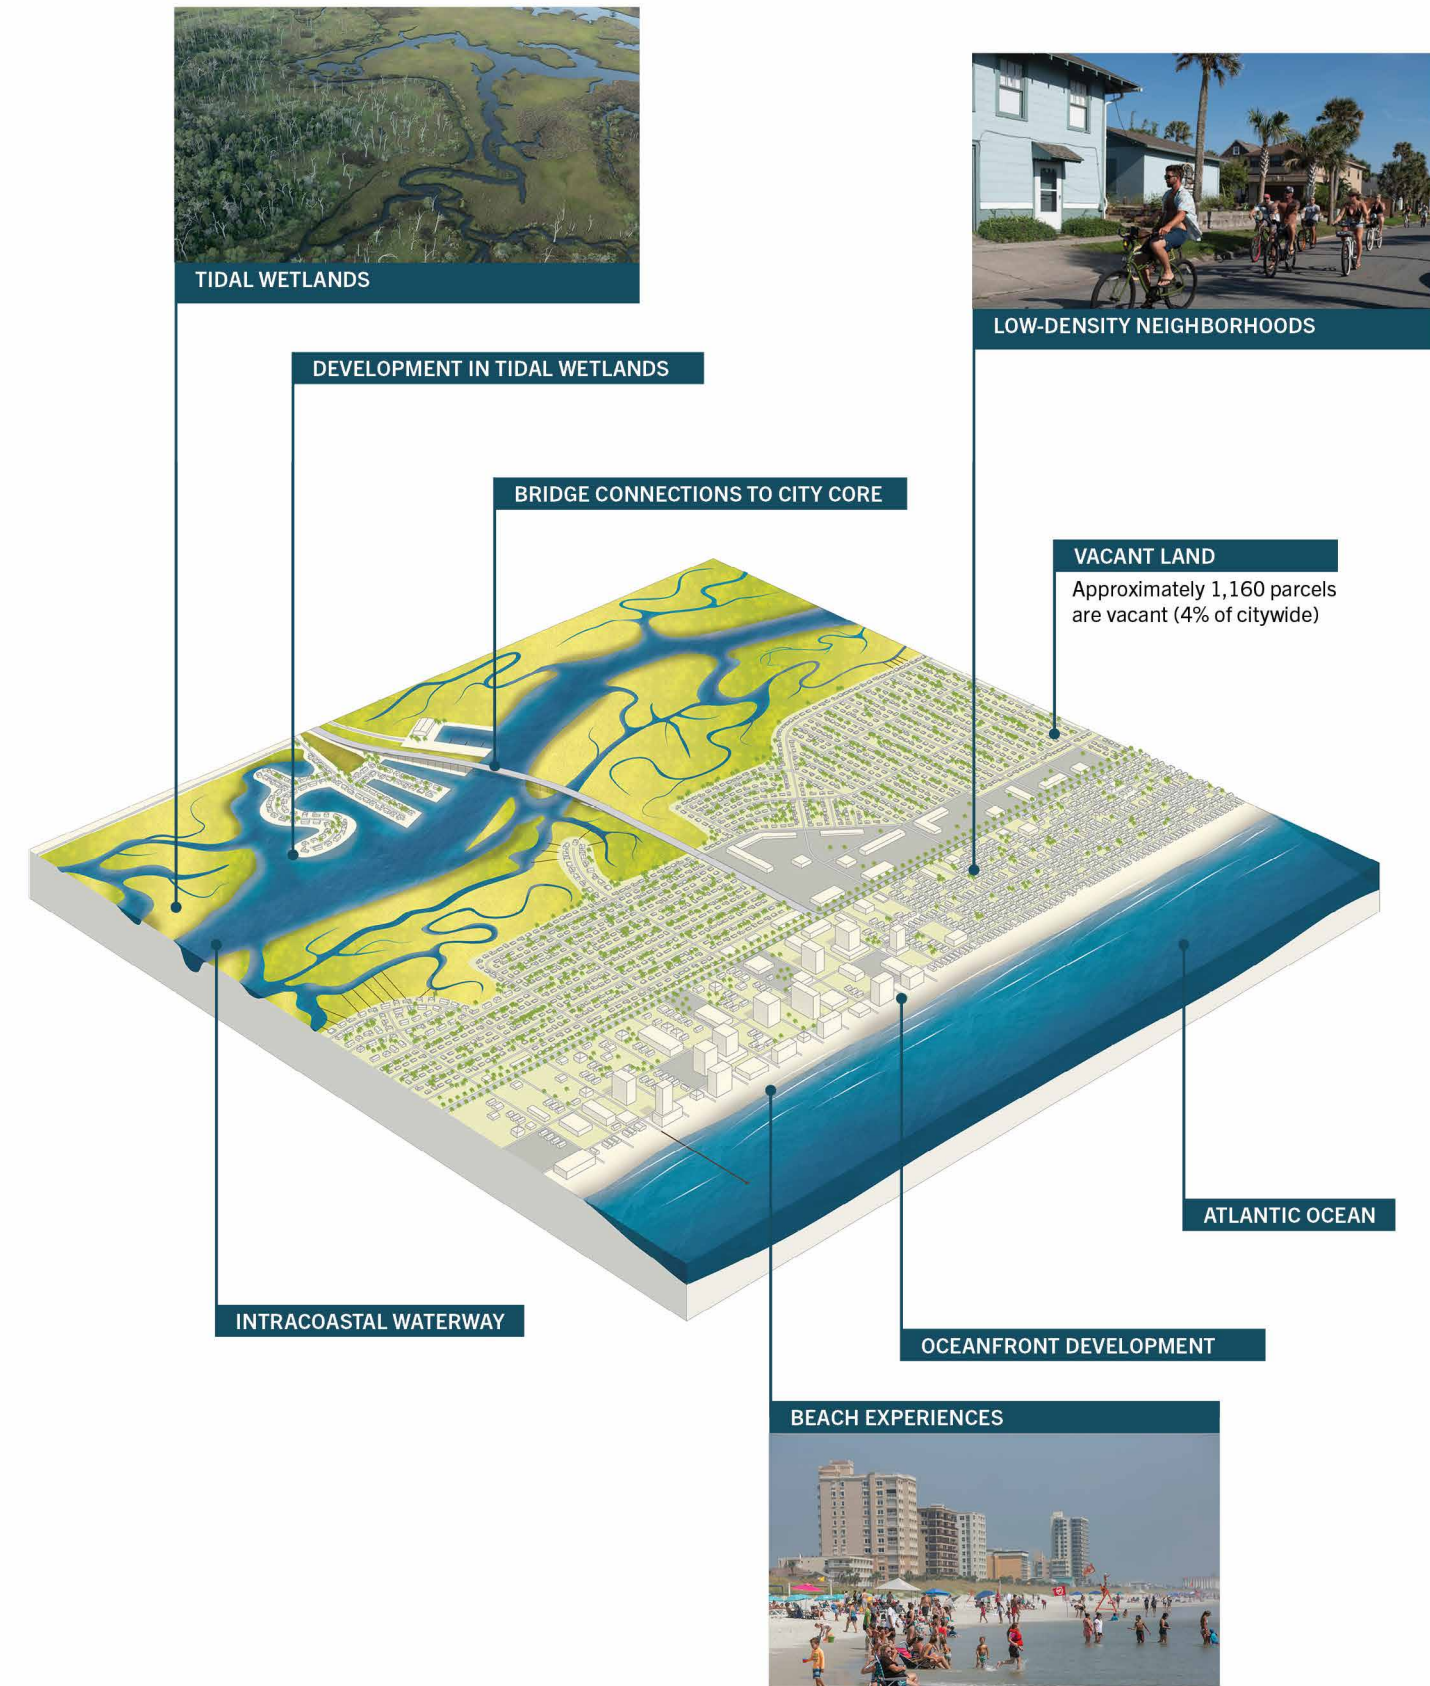 TIDAL WETLANDS
LOW-DENSITY NEIGHBORHOODS
DEVELOPMENT IN TIDAL WETLANDS
BRIDGE CONNECTIONS TO CITY CORE
VACANT LAND
Approximately 1,160 parcels
are vacant (4% of citywide)
ATLANTIC OCEAN
INTRACOASTAL WATERWAY
OCEANFRONT DEVELOPMENT
BEACH EXPERIENCES